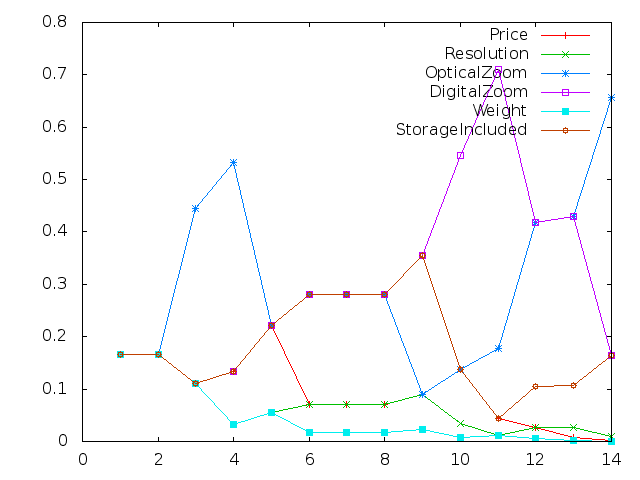 0.8
0.7
0.6
0.5
0.4
0.3
0.2
0.1
0
0 2 4 6 8 10 12 14
Price
Resolution
OpticalZoom
DigitalZoom
Weight
StorageIncluded